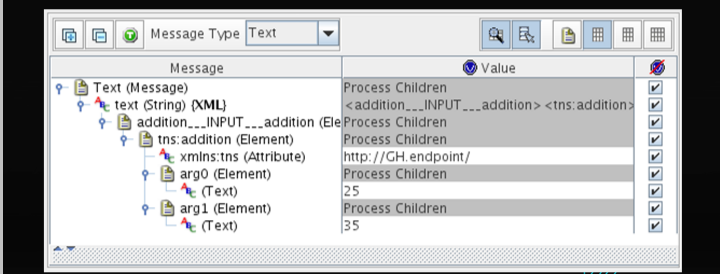 Message Type Text
Message Value
Text (Message) Process Children
text (String) {XML} <addition___INPUT___addition> <tns:addition>
addition___INPUT___addition (Ele Process Children
tns:addition (Element) Process Children
xmlns:tns (Attribute) http://GH.endpoint/
arg0 (Element) Process Children
(Text) 25
arg1 (Element) Process Children
(Text) 35